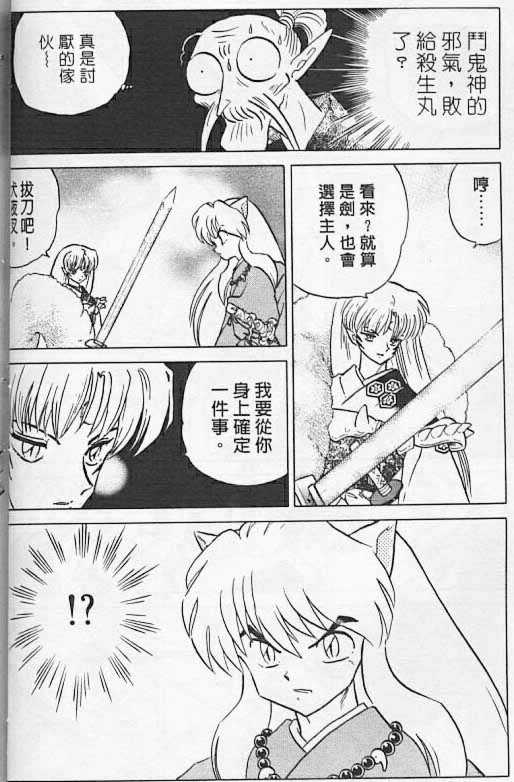 鬥鬼神的
邪氣，敗
給殺生丸
了？
真是討
厭的傢
伙～
哼……
看來？就算
是劍，也會
選擇主人。
拔刀吧！
犬夜叉。
我要從你
身上確定
一件事。
!?